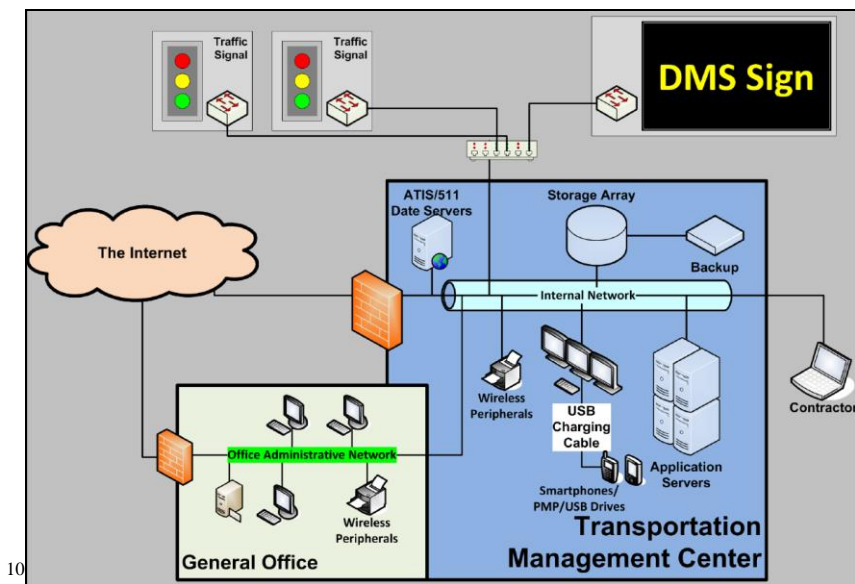 Traffic
Signal
Traffic
Signal
DMS Sign
ATIS/511
Date Servers
Storage Array
The Internet
Backup
Internal Network
Wireless
Peripherals
USB
Charging
Cable
Contractor
Application
Servers
Office Administrative Network
Smartphones/
PMP/USB Drives
Wireless
Peripherals
Transportation
Management Center
General Office
10